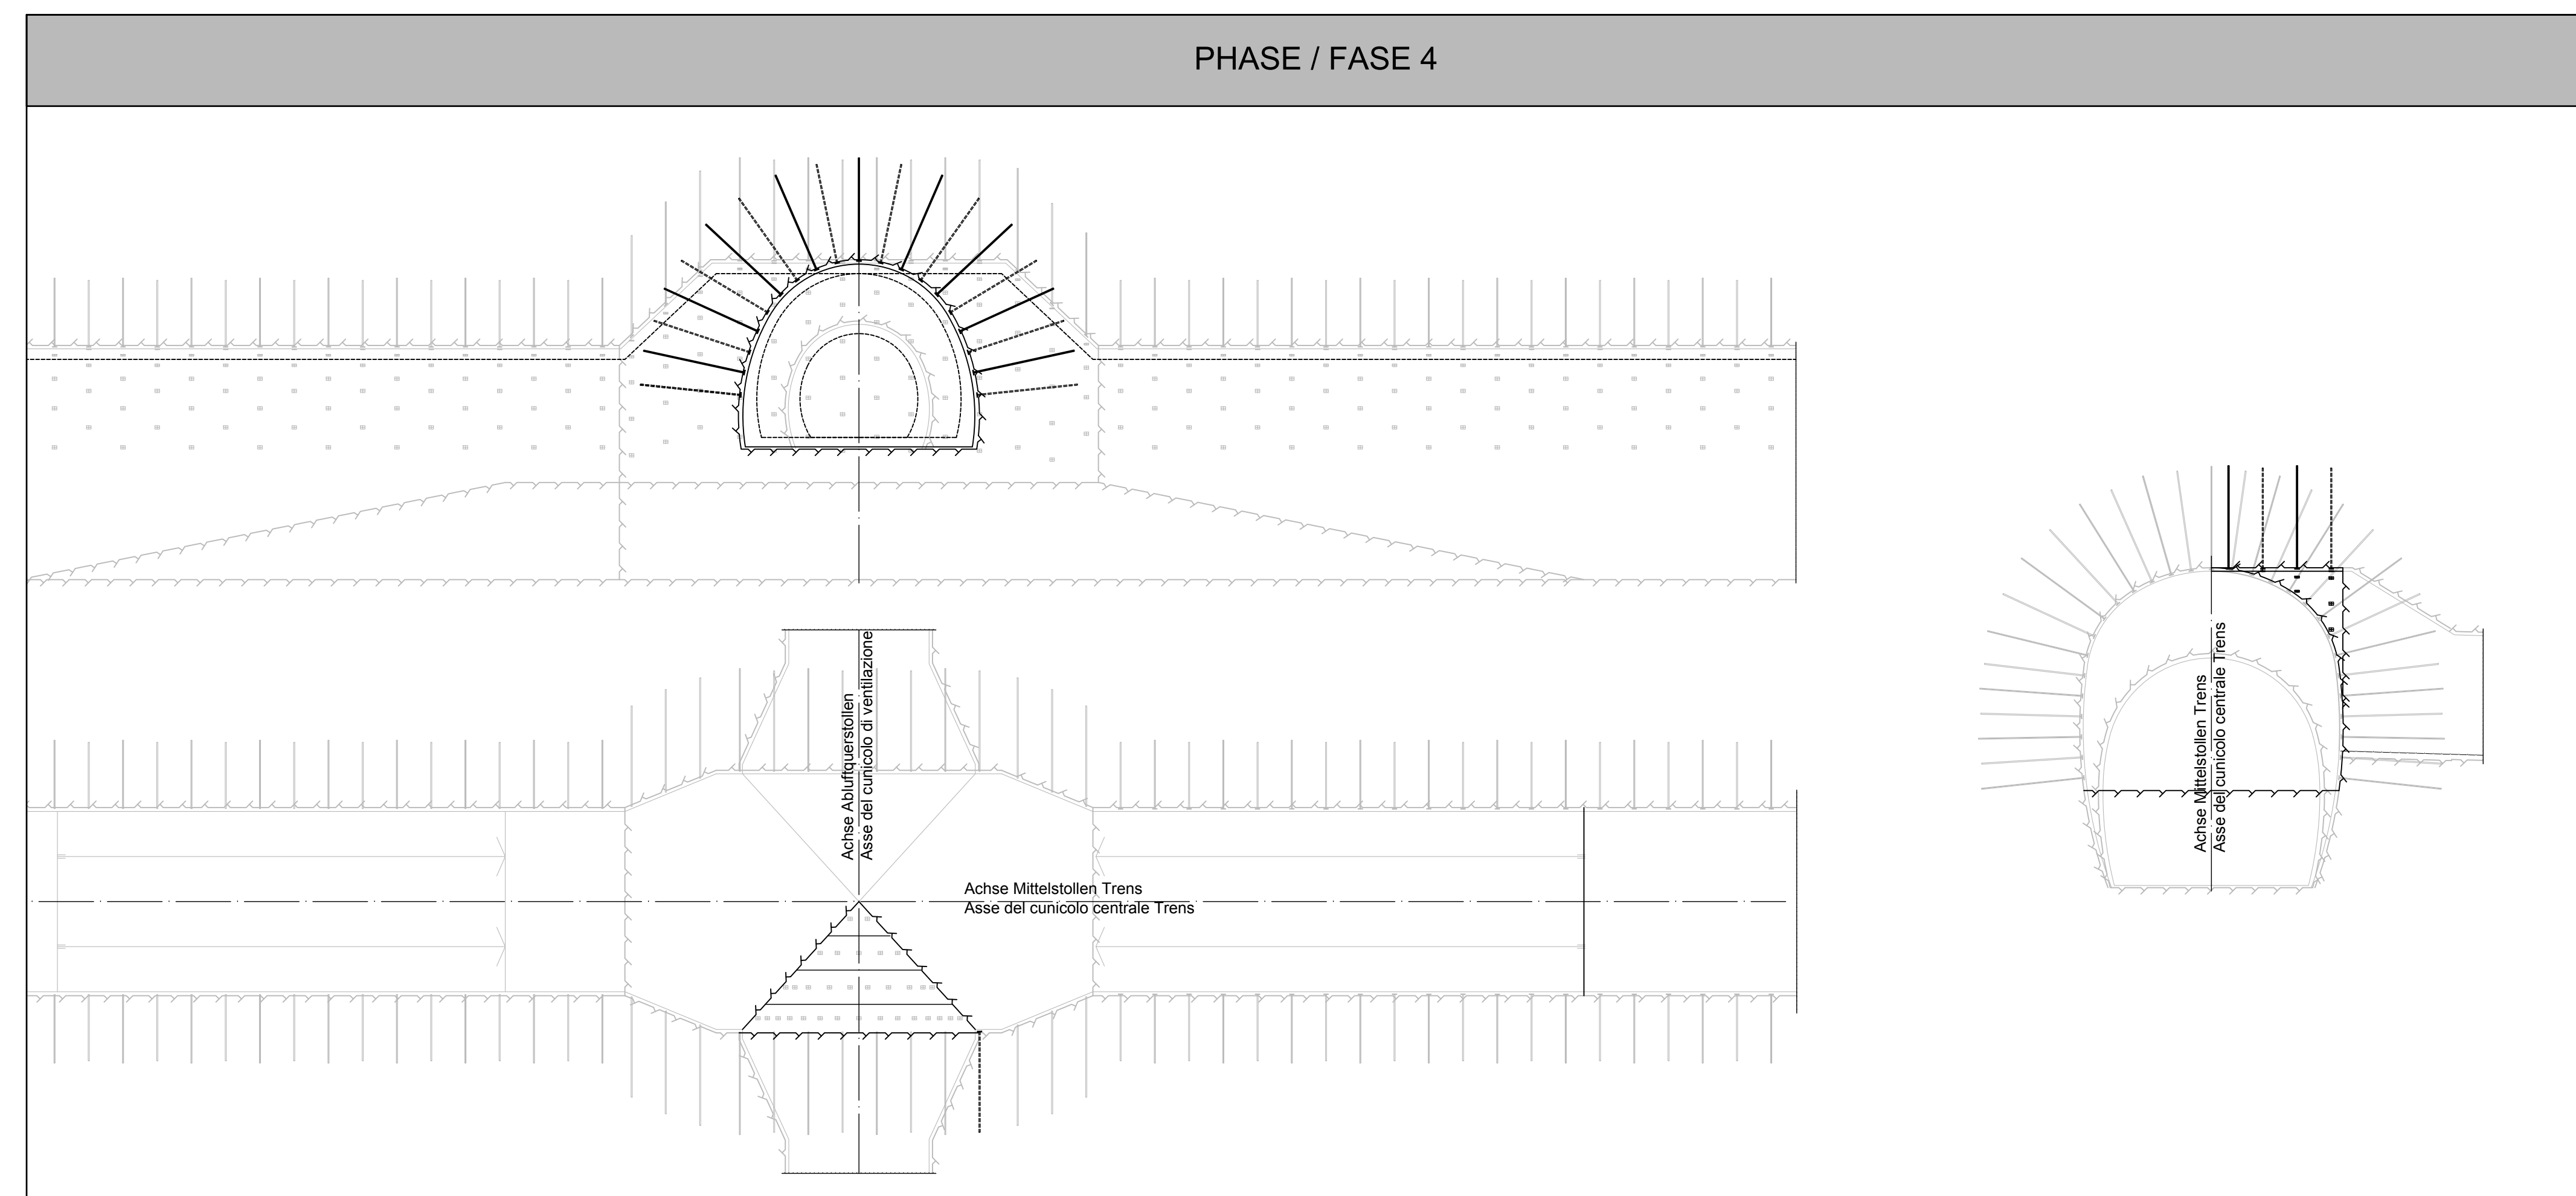 PHASE / FASE 4
Achse Abluftquerstollen
Asse del cunicolo di ventilazione
Achse Mittelstollen Trens
Asse del cunicolo centrale Trens
Achse Mittelstollen Trens
Asse del cunicolo centrale Trens